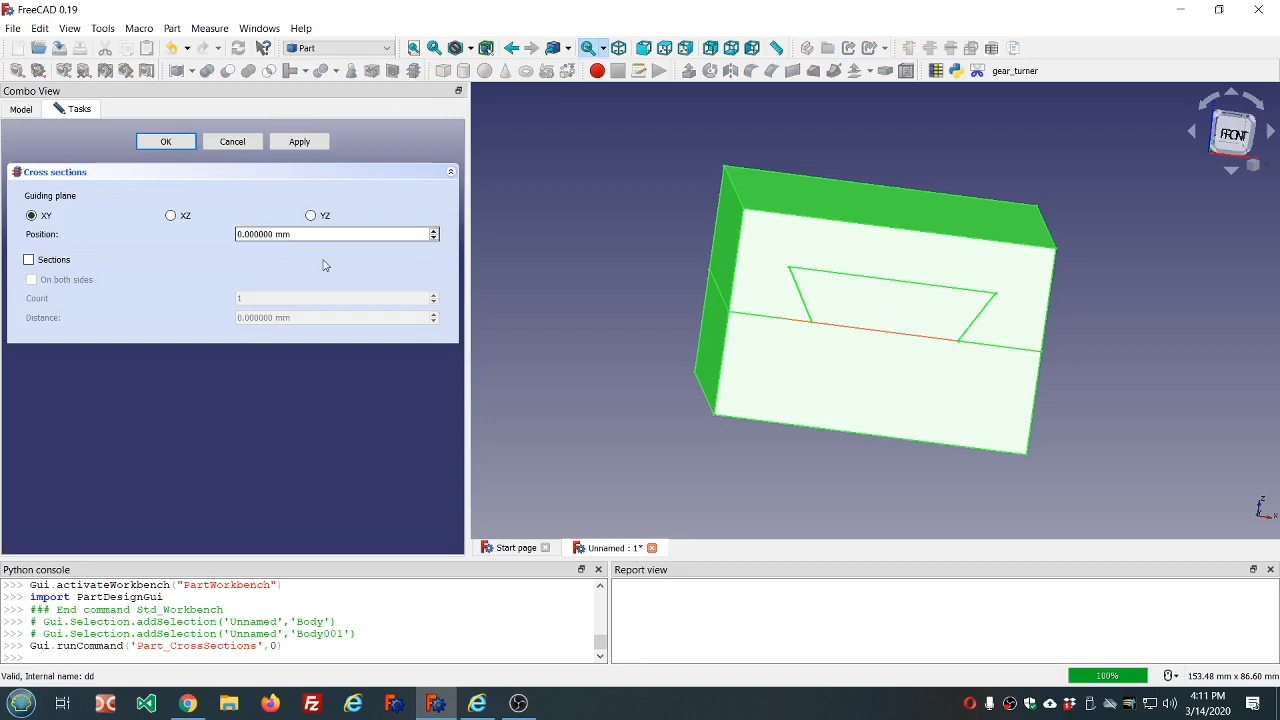 FreeCAD 0.19
File Edit View Tools Macro Part Measure Windows Help
Part
gear_turner
Combo View
Model Tasks
OK Cancel Apply
Cross sections
Guiding plane
XY XZ YZ
Position: 0.000000 mm
Sections
On both sides
Count 1
Distance: 0.000000 mm
FRONT
z
x
Start page Unnamed : 1*
Python console
Report view
>>> Gui.activateWorkbench("PartWorkbench")
>>> import PartDesignGui
>>> ### End command Std_Workbench
>>> # Gui.Selection.addSelection('Unnamed','Body')
>>> # Gui.Selection.addSelection('Unnamed','Body001')
>>> Gui.runCommand('Part_CrossSections',0)
>>>
Valid, Internal name: dd
100%
153.48 mm x 86.60 mm
4:11 PM
3/14/2020